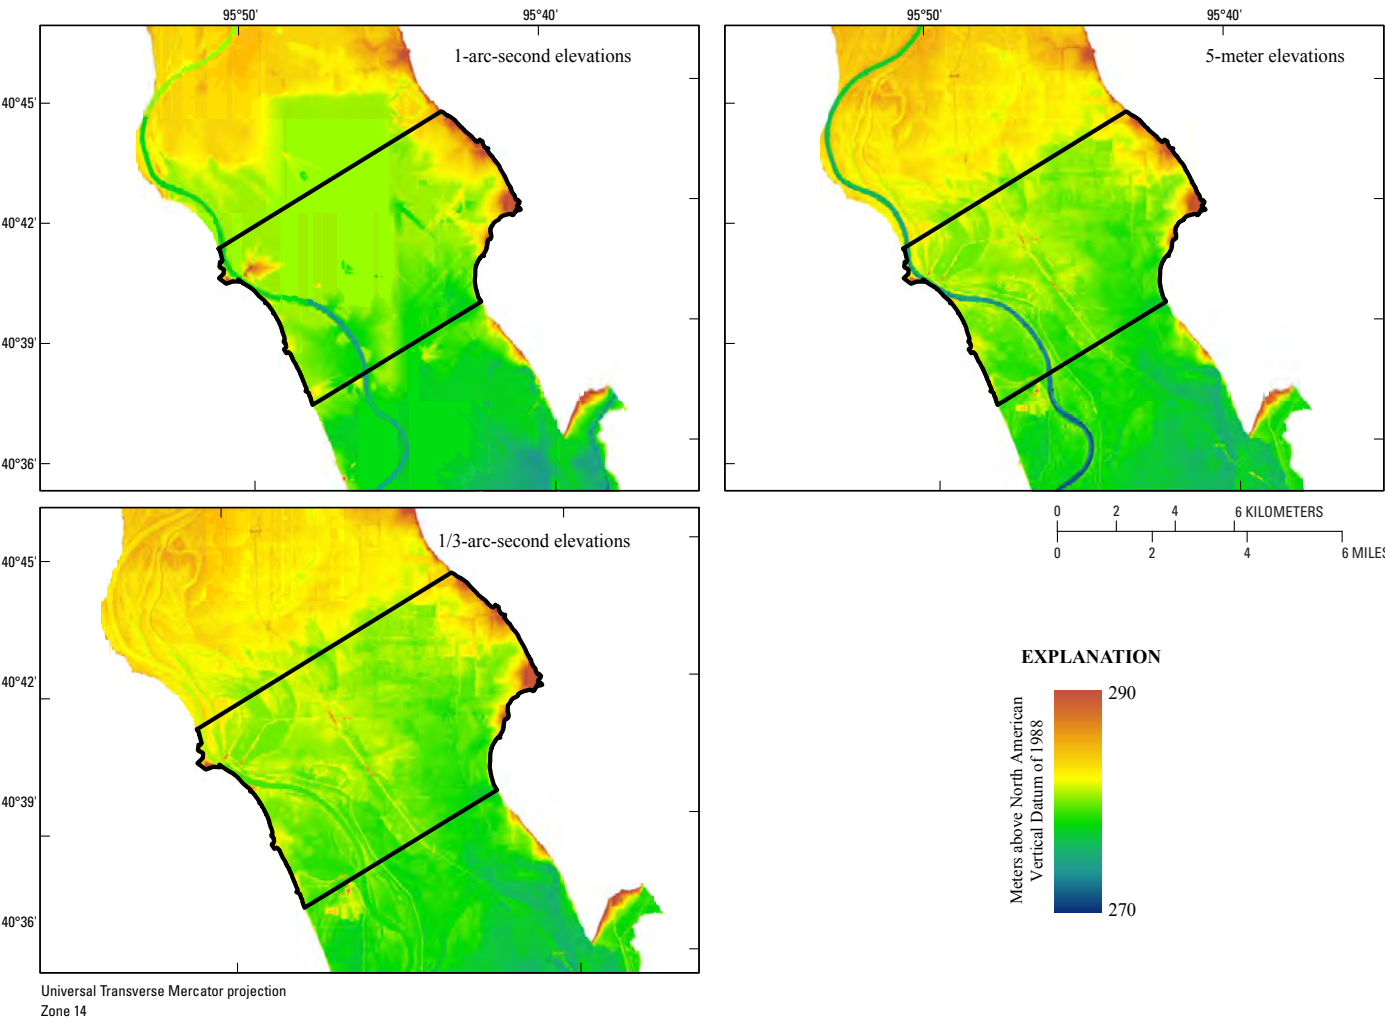 95°50'
95°40'
95°50'
95°40'
1-arc-second elevations
5-meter elevations
40°45'
40°42'
40°39'
40°36'
40°45'
40°42'
40°39'
40°36'
1/3-arc-second elevations
0 2 4 6 KILOMETERS
0 2 4 6 MILES
EXPLANATION
Meters above North American
Vertical Datum of 1988
290
270
Universal Transverse Mercator projection
Zone 14